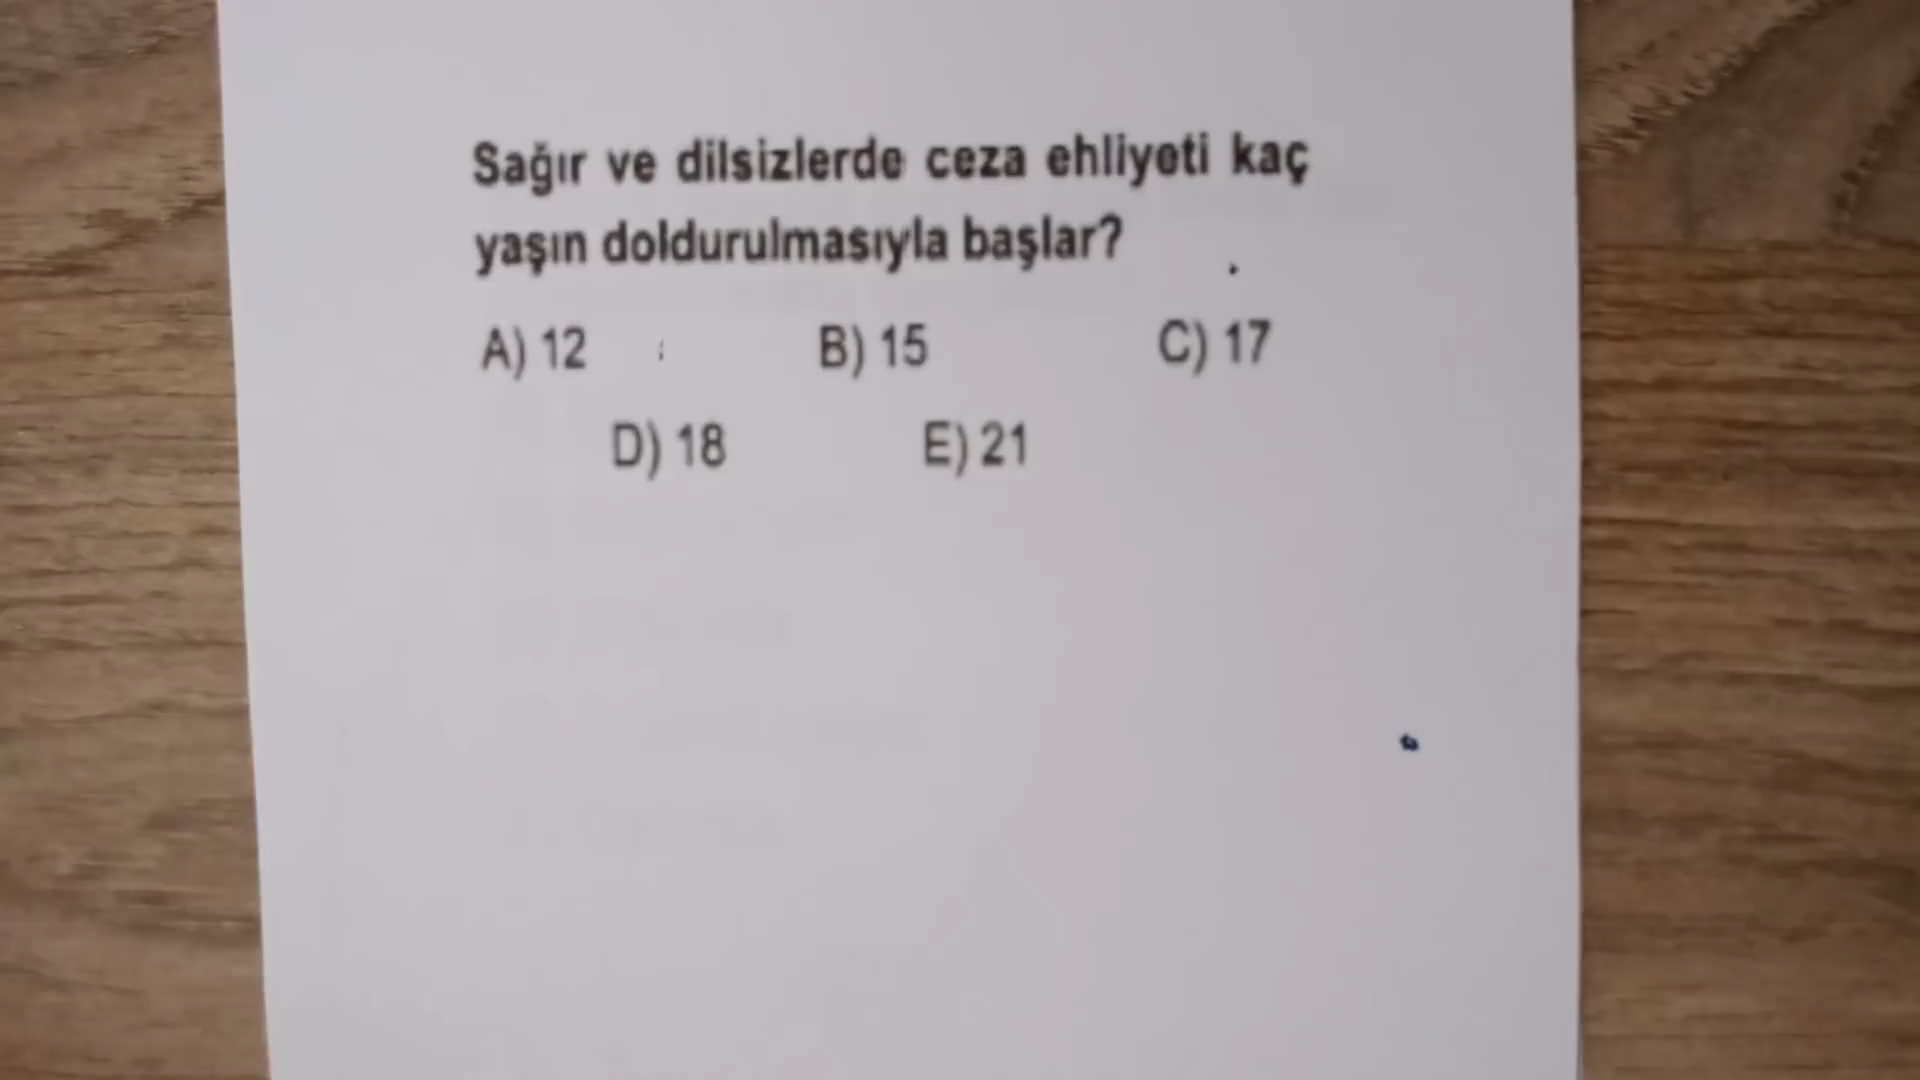 Sağır ve dilsizlerde ceza ehliyeti kaç
yaşın doldurulmasıyla başlar?
A) 12 B) 15 C) 17
D) 18 E) 21